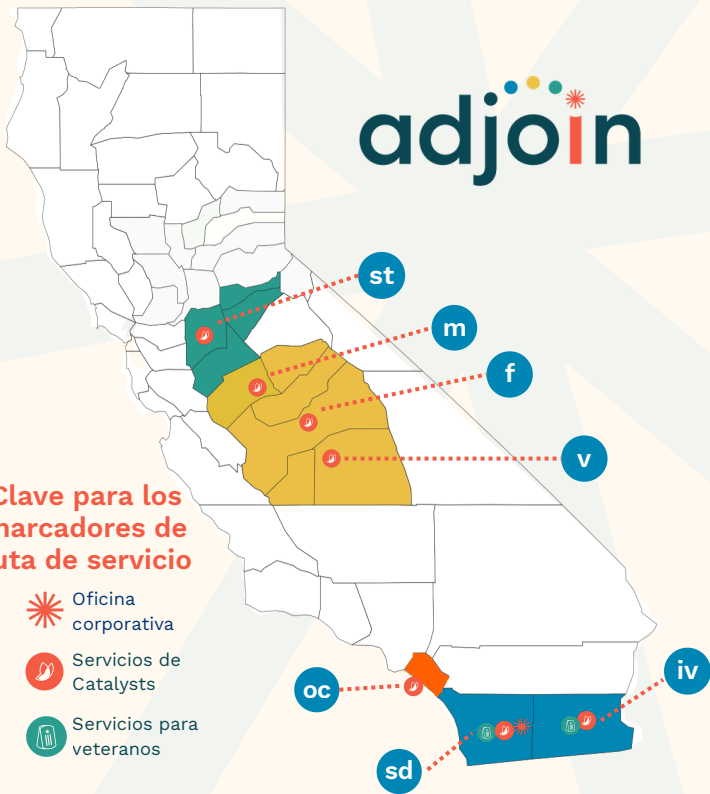 adjoin
st
m
f
v
Clave para los
marcadores de
ruta de servicio
Oficina
corporativa
Servicios de
Catalysts
Servicios para
veteranos
oc
iv
sd